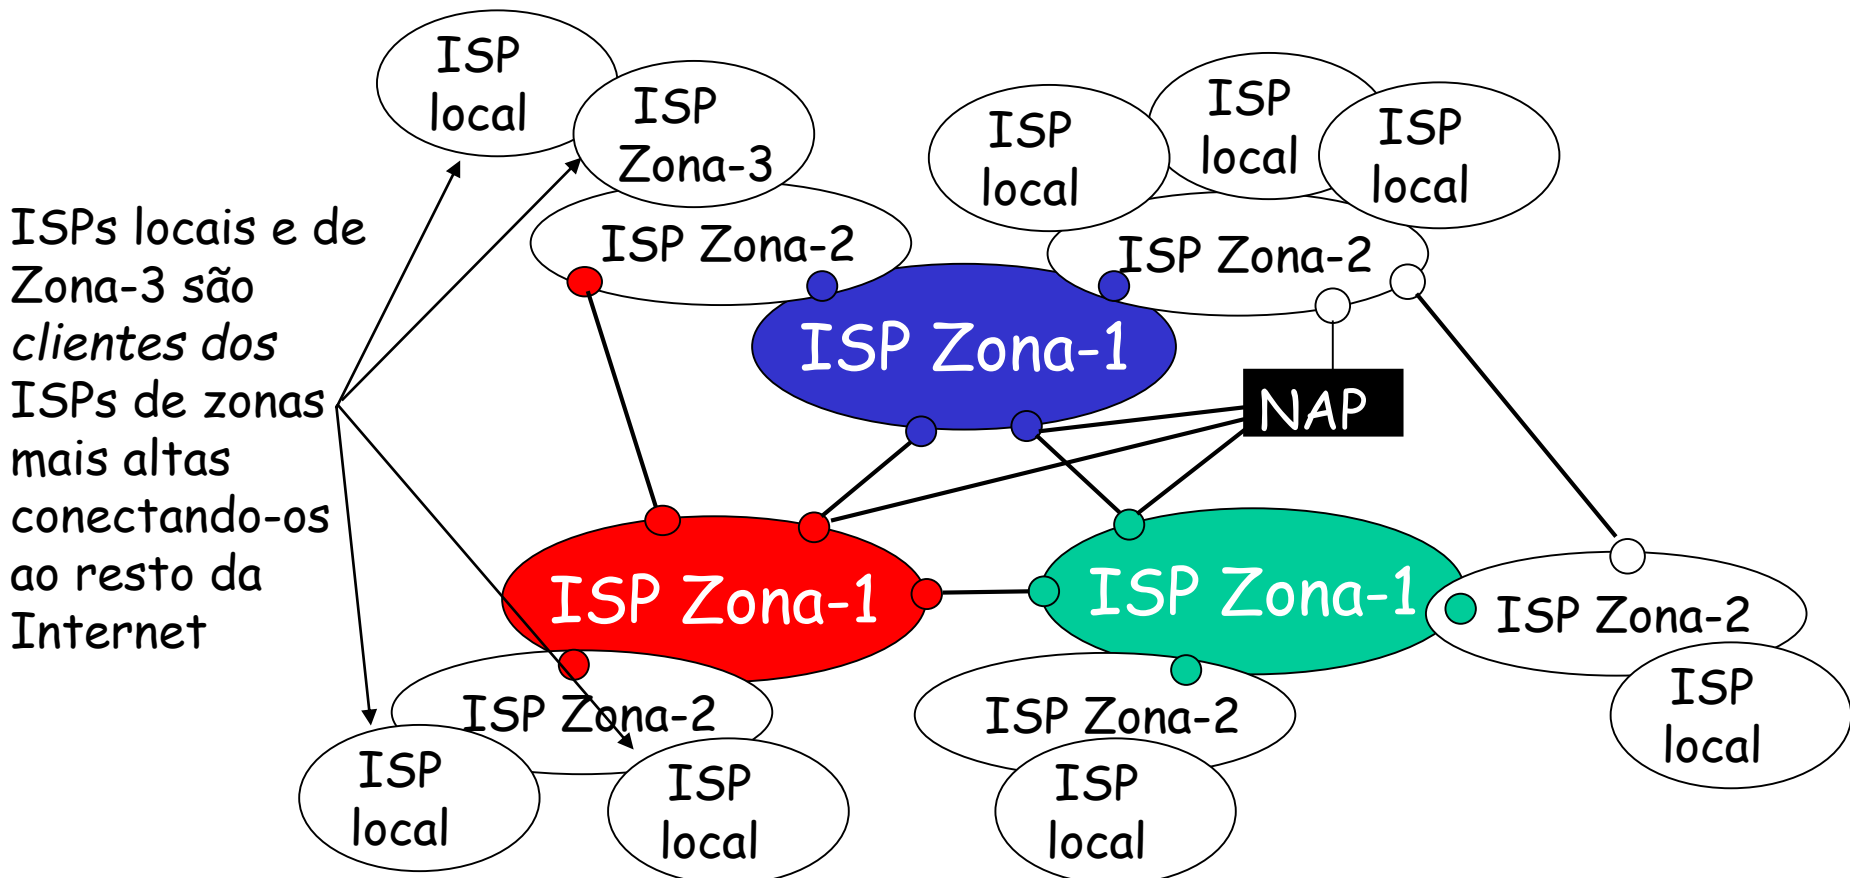 ISP
local
ISP
Zona-3
ISP
local
ISP
local
ISP
local
ISPs locais e de
Zona-3 são
clientes dos
ISPs de zonas
mais altas
conectando-os
ao resto da
Internet
ISP Zona-2
ISP Zona-2
ISP Zona-1
NAP
ISP Zona-1
ISP Zona-1
ISP Zona-2
ISP
local
ISP Zona-2
ISP Zona-2
ISP
local
ISP
local
ISP
local